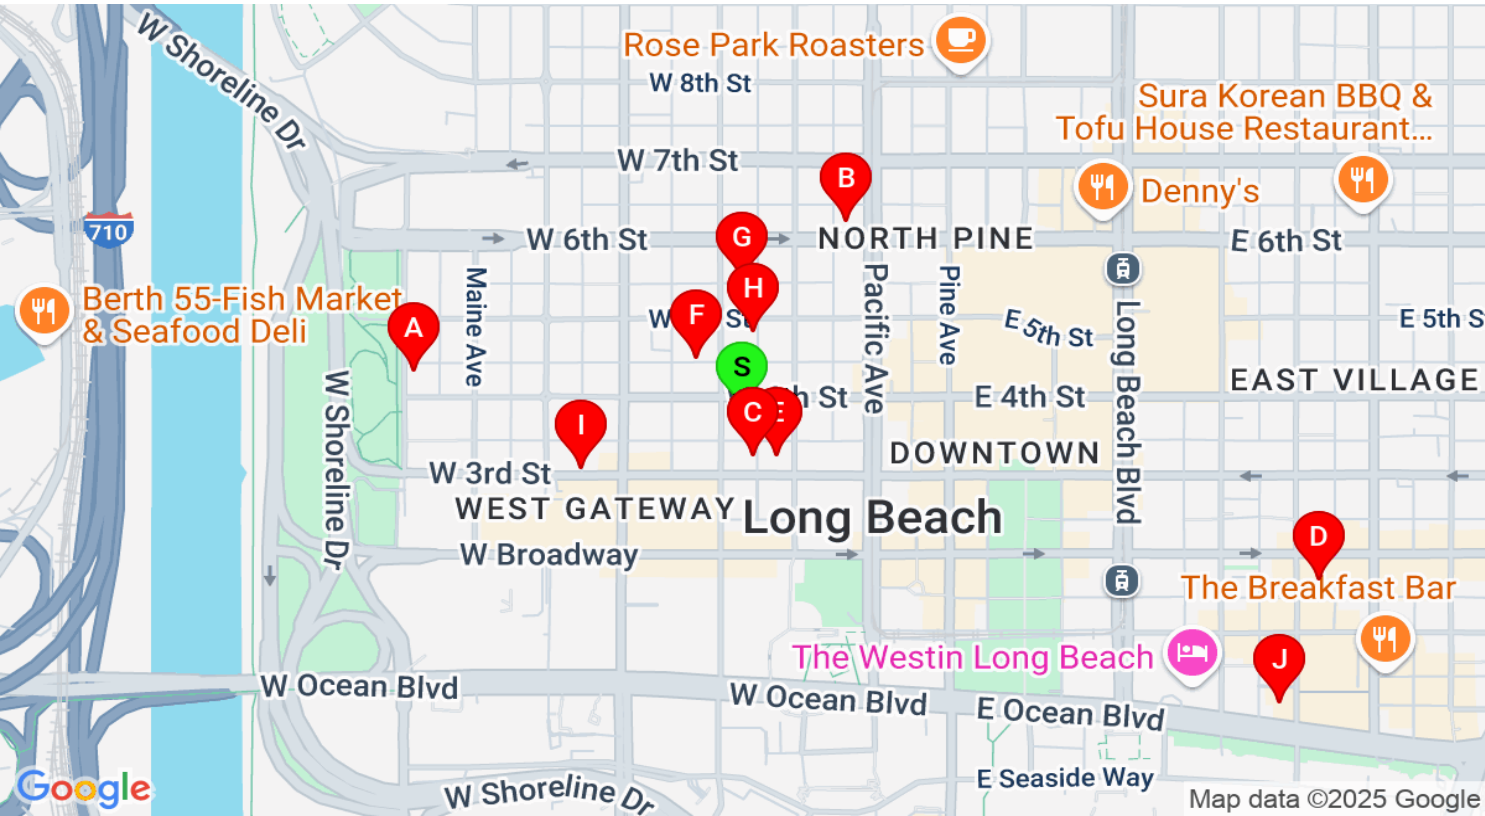 W Shoreline Dr
Rose Park Roasters
W 8th St
Sura Korean BBQ &
Tofu House Restaurant...
W 7th St
B
Denny's
710
W 6th St
G
NORTH PINE
E 6th St
Berth 55-Fish Market
& Seafood Deli
A
Maine Ave
W
St
F
H
Pacific Ave
Pine Ave
E 5th St
Long Beach Blvd
E 5th S
S
W Shoreline Dr
C
E
h St
E 4th St
EAST VILLAGE
I
W 3rd St
DOWNTOWN
WEST GATEWAY
Long Beach
W Broadway
D
The Breakfast Bar
The Westin Long Beach
J
W Ocean Blvd
W Ocean Blvd
E Ocean Blvd
Google
W Shoreline Dr
E Seaside Way
Map data ©2025 Google